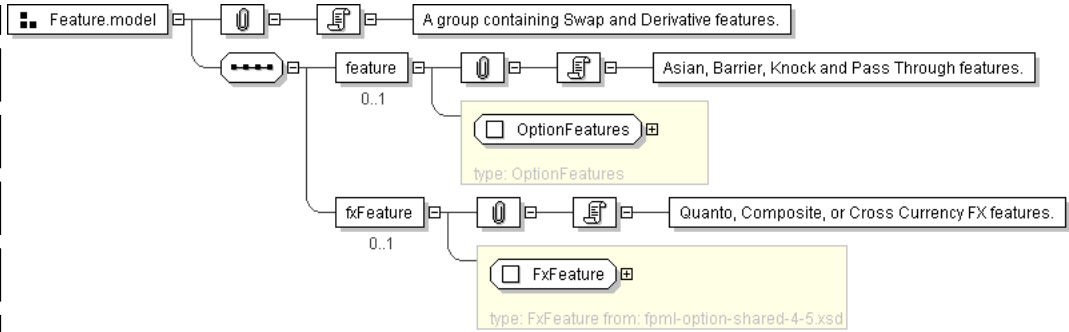 Feature.model
A group containing Swap and Derivative features.
feature
Asian, Barrier, Knock and Pass Through features.
0..1
OptionFeatures
type: OptionFeatures
fxFeature
Quanto, Composite, or Cross Currency FX features.
0..1
FxFeature
type: FxFeature from: fpml-option-shared-4-5.xsd